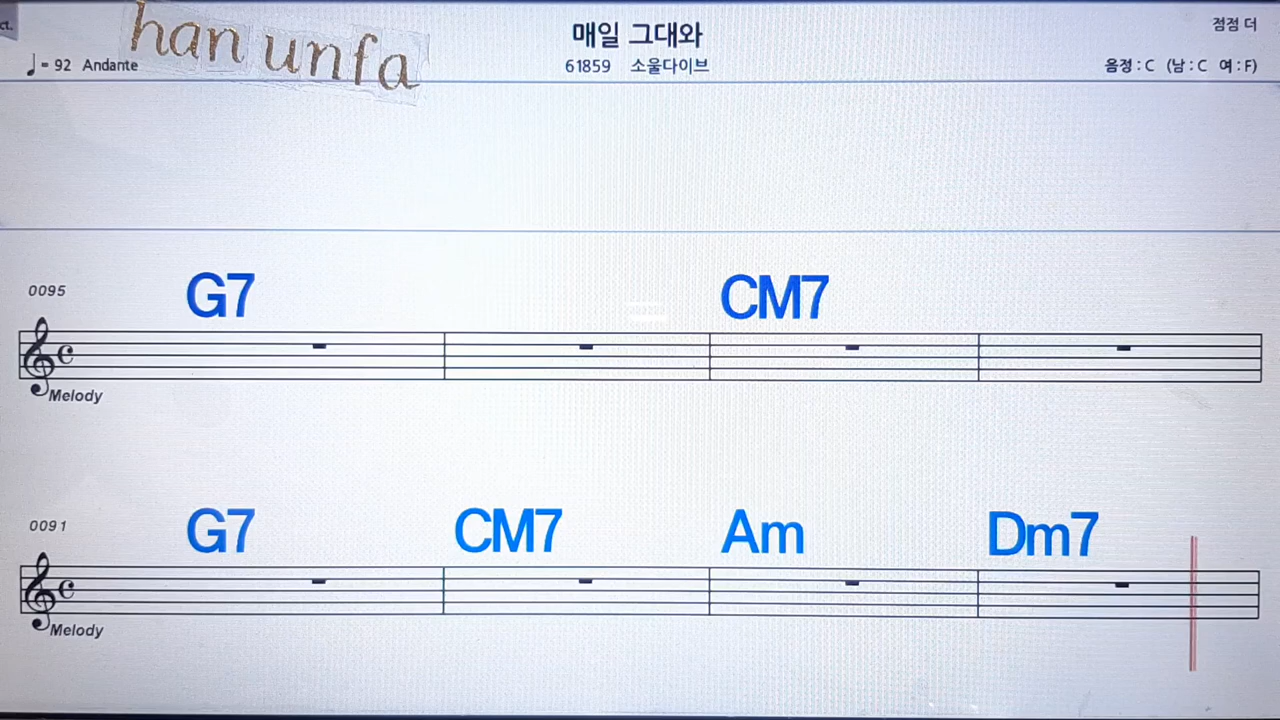 ct.
han unfa
매일 그대와
점점 더
♩= 92 Andante
61859 소울다이브
음정 : C (남 : C 여 : F)
0095
G7 CM7
Melody
0091
G7 CM7 Am Dm7
Melody